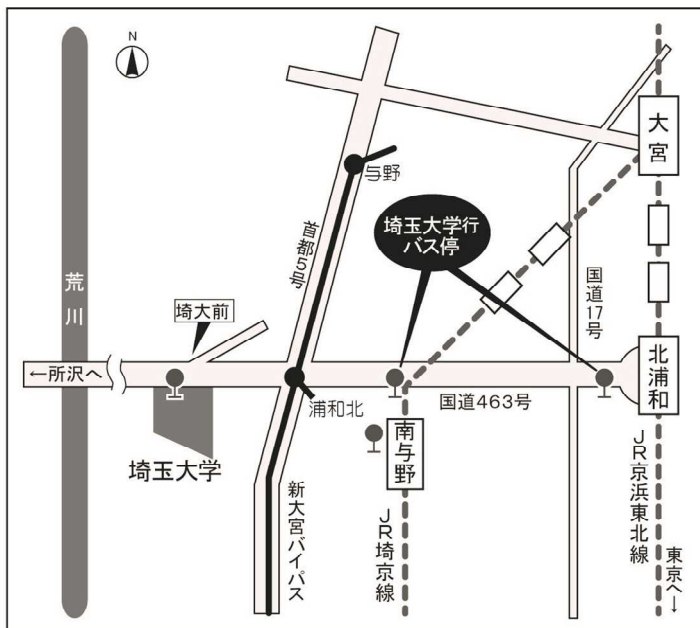 N
大宮
与野
埼玉大学行
バス停
首都5号
国道17号
荒川
埼大前
←所沢へ
北浦和
浦和北
国道463号
南与野
埼玉大学
新大宮バイパス
JR埼京線
JR京浜東北線
東京へ→